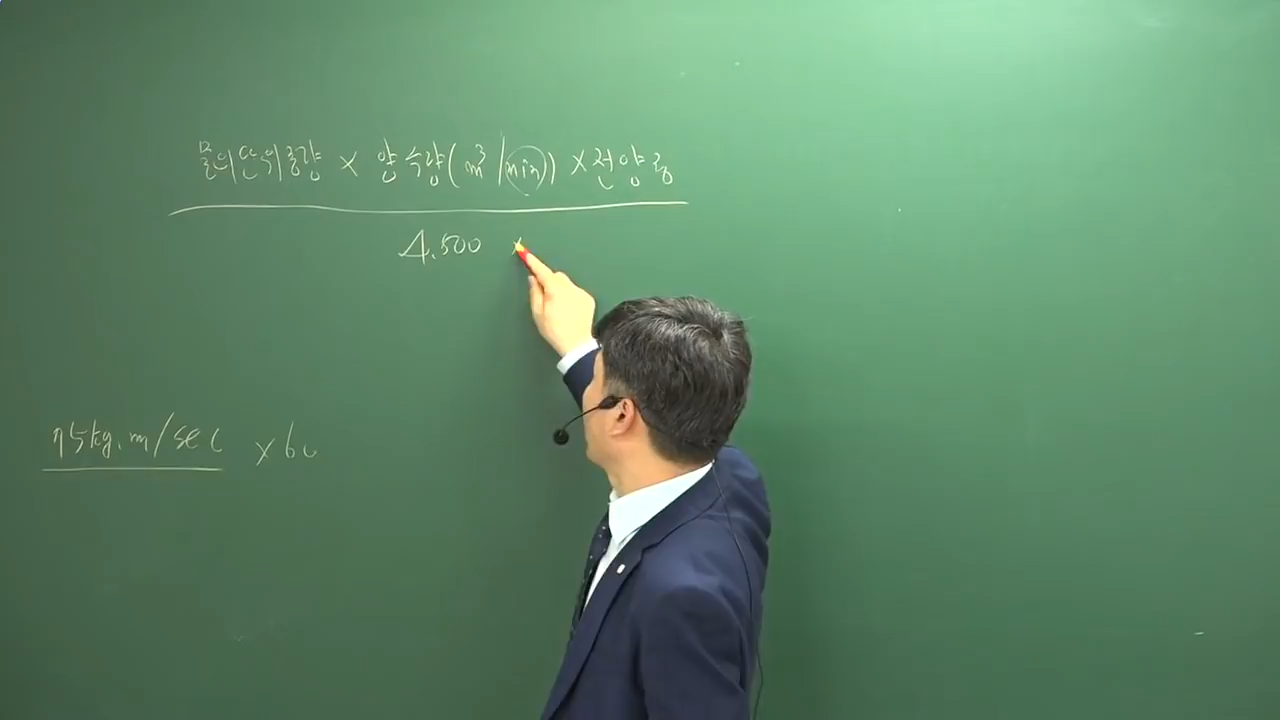 물의단위중량 × 양수량(m³/min) × 전양정
4.500 ×
75kg.m/sec × 60